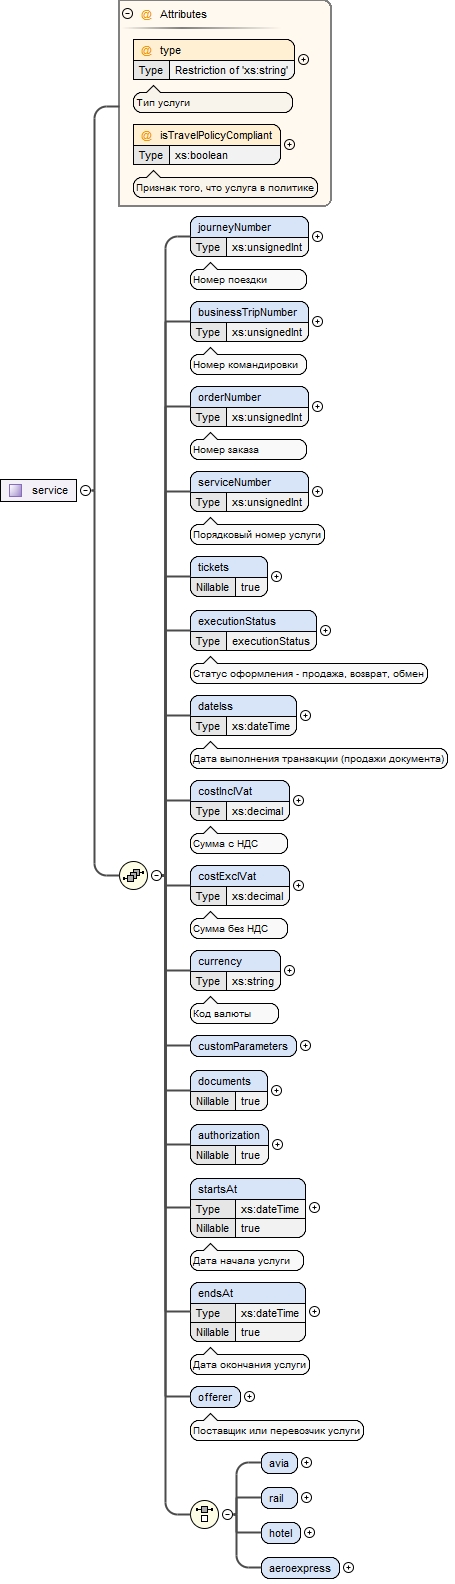 @ Attributes
@ type
Type Restriction of 'xs:string'
Тип услуги
@ isTravelPolicyCompliant
Type xs:boolean
Признак того, что услуга в политике
journeyNumber
Type xs:unsignedInt
Номер поездки
businessTripNumber
Type xs:unsignedInt
Номер командировки
orderNumber
Type xs:unsignedInt
Номер заказа
service
serviceNumber
Type xs:unsignedInt
Порядковый номер услуги
tickets
Nillable true
executionStatus
Type executionStatus
Статус оформления - продажа, возврат, обмен
dateIss
Type xs:dateTime
Дата выполнения транзакции (продажи документа)
costInclVat
Type xs:decimal
Сумма с НДС
costExclVat
Type xs:decimal
Сумма без НДС
currency
Type xs:string
Код валюты
customParameters
documents
Nillable true
authorization
Nillable true
startsAt
Type xs:dateTime
Nillable true
Дата начала услуги
endsAt
Type xs:dateTime
Nillable true
Дата окончания услуги
offerer
Поставщик или перевозчик услуги
avia
rail
hotel
aeroexpress